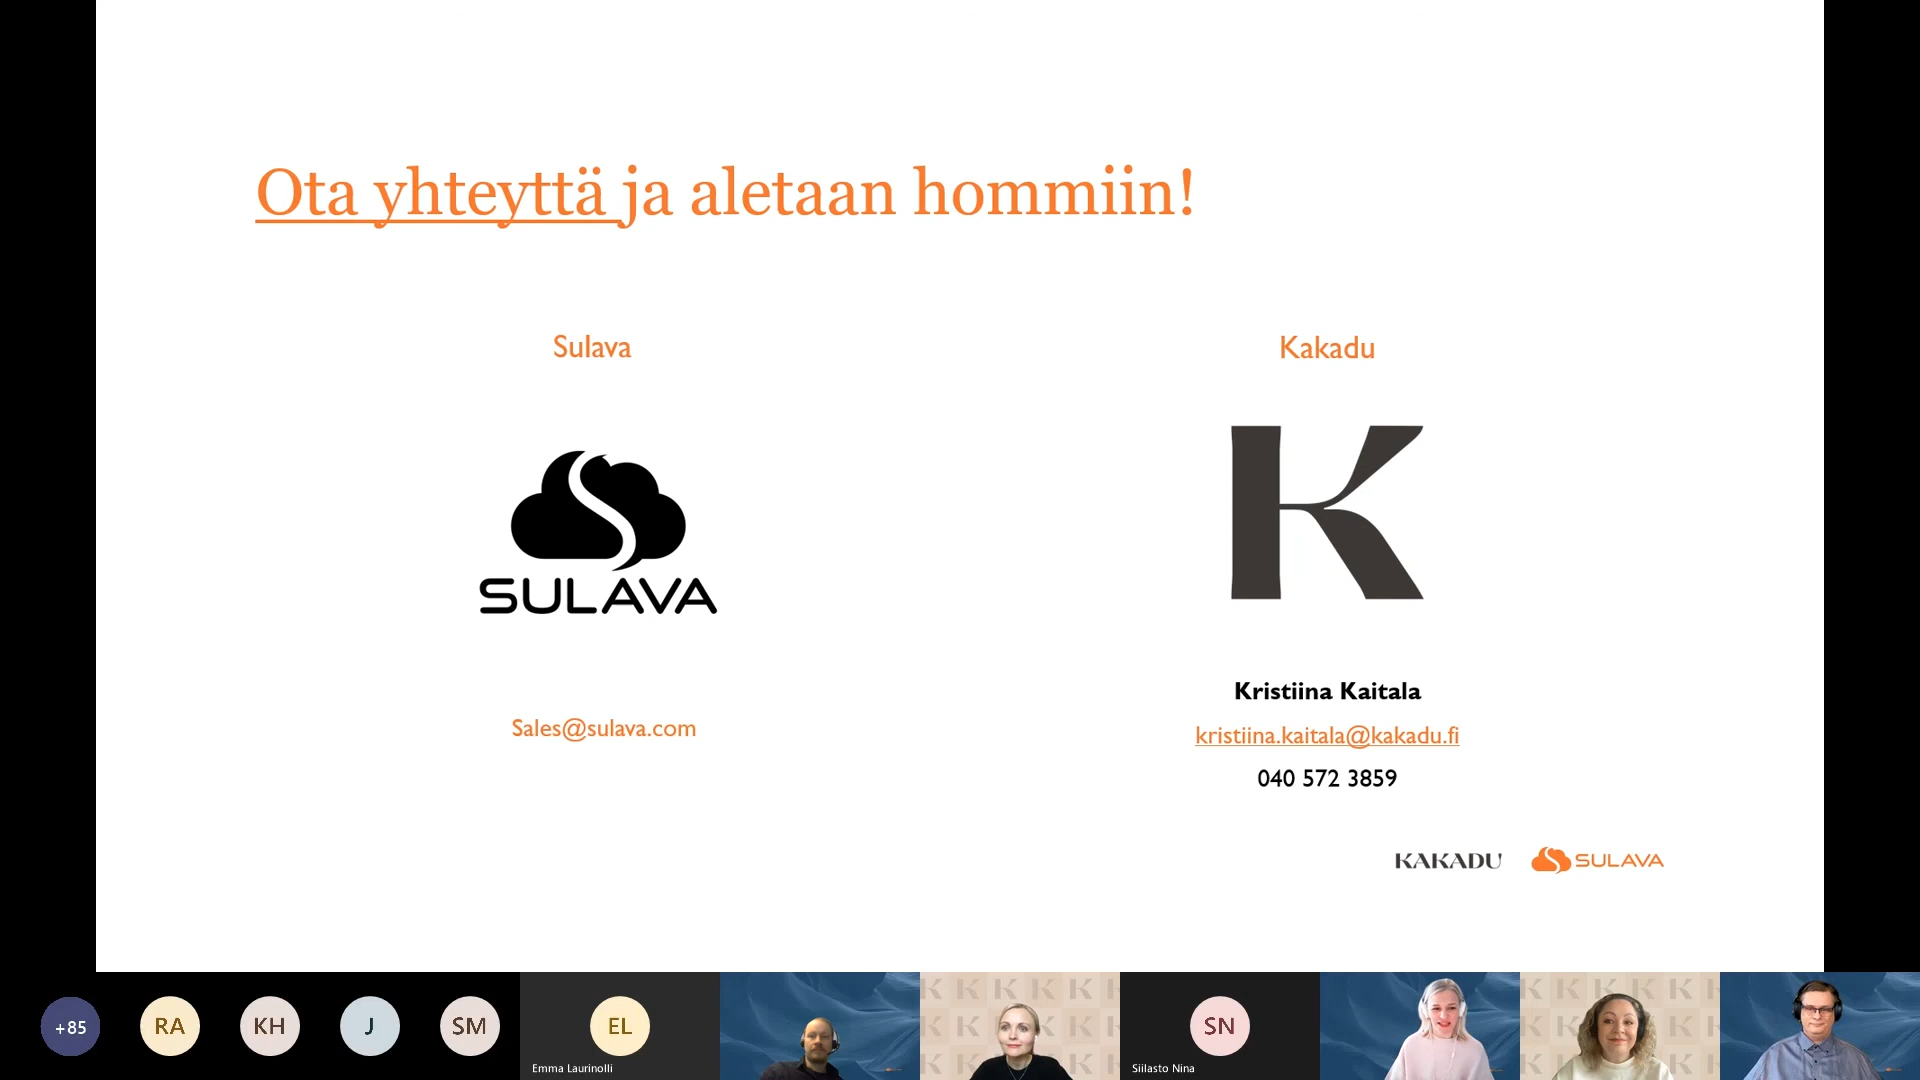 Ota yhteyttä ja aletaan hommiin!
Sulava
Kakadu
SULAVA
K
Sales@sulava.com
Kristiina Kaitala
kristiina.kaitala@kakadu.fi
040 572 3859
KAKADU
SULAVA
+85
RA
KH
J
SM
EL
Emma Laurinolli
SN
Siilasto Nina